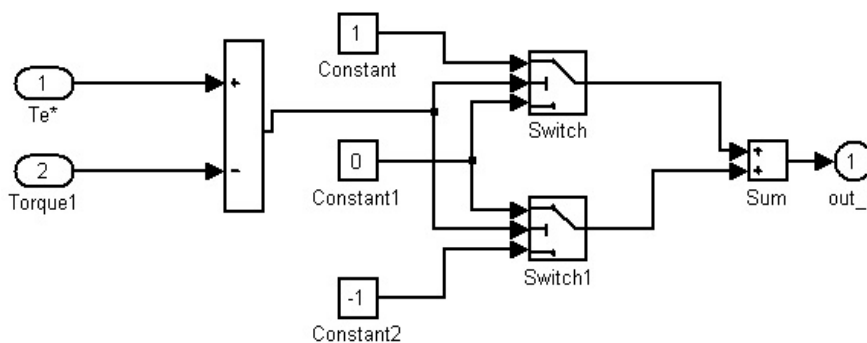 1
Constant
1
Te*
+
-
2
Torque1
Switch
0
Constant1
+
+
Sum
1
out_
Switch1
-1
Constant2